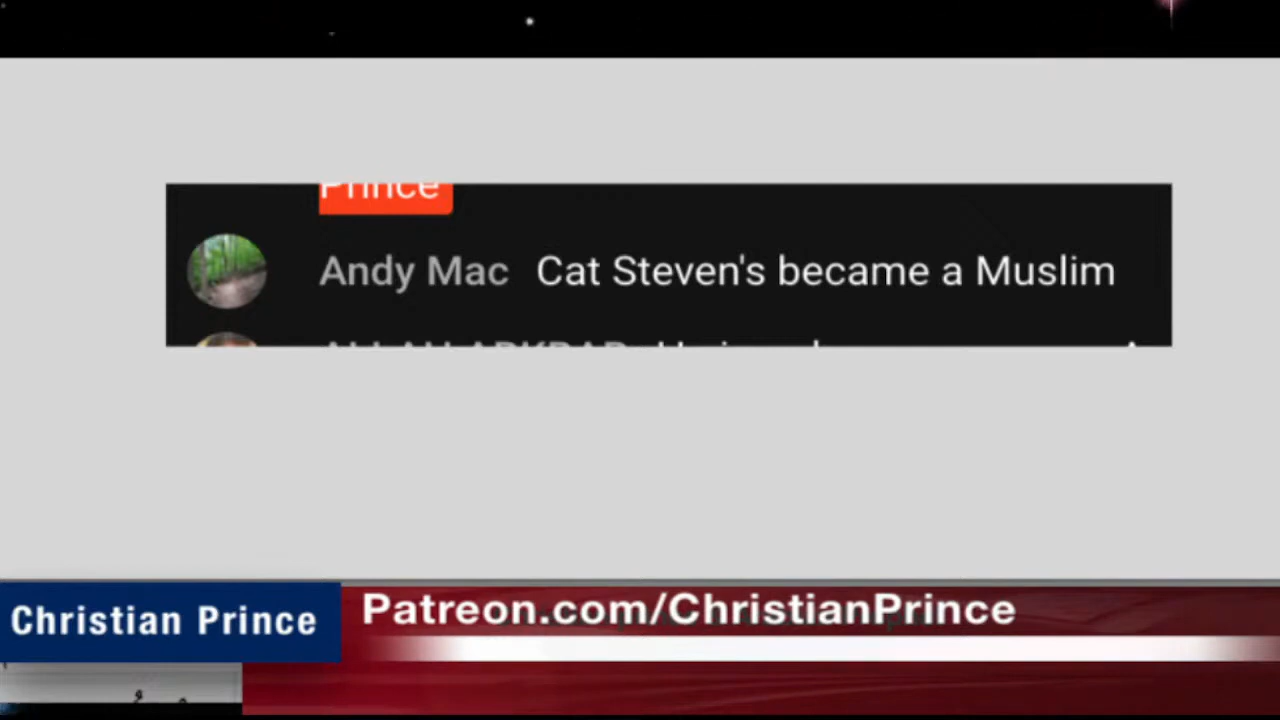 Prince
Andy Mac Cat Steven's became a Muslim
Christian Prince
Patreon.com/ChristianPrince